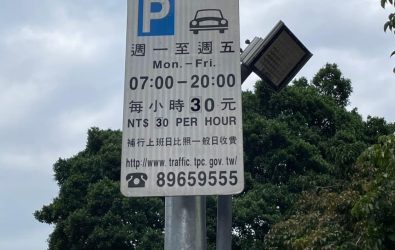 P
週一至週五
Mon.-Fri.
07:00-20:00
每小時30元
NT$ 30 PER HOUR
補行上班日比照一般日收費
http://www.traffic.tpc.gov.tw/
☎89659555